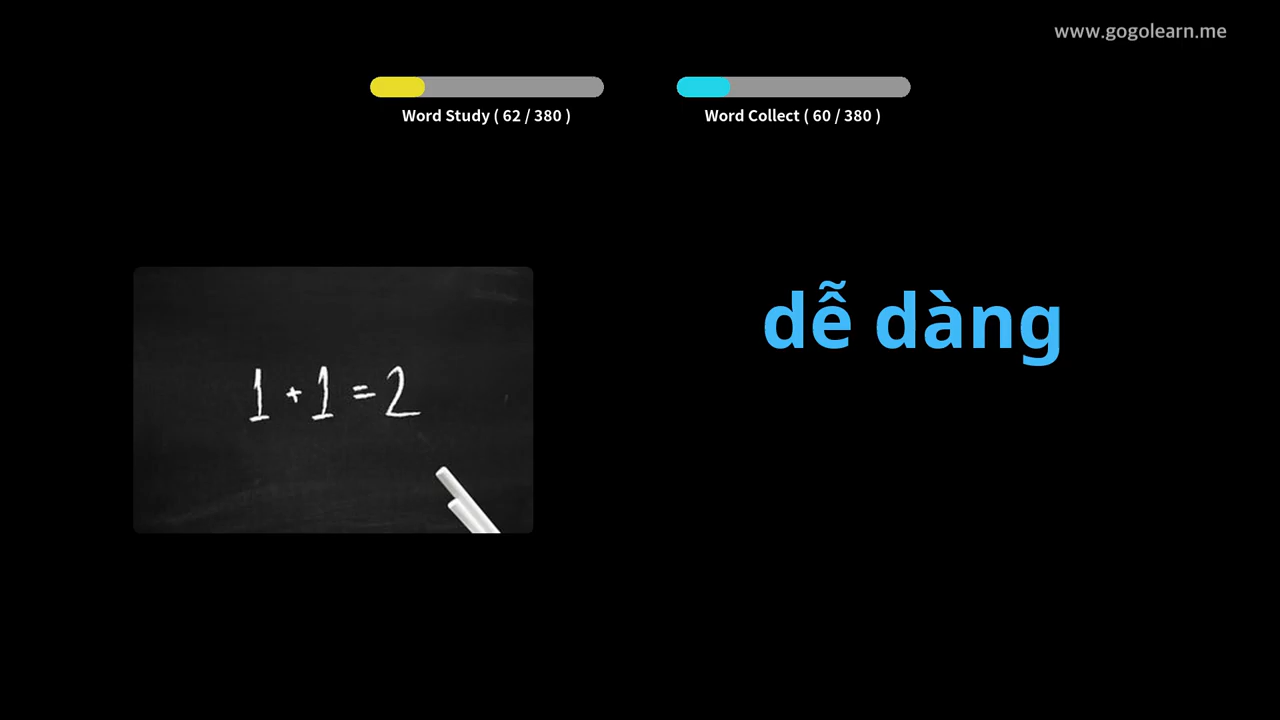 www.gogolearn.me
Word Study ( 62 / 380 )
Word Collect ( 60 / 380 )
1 + 1 = 2
dễ dàng